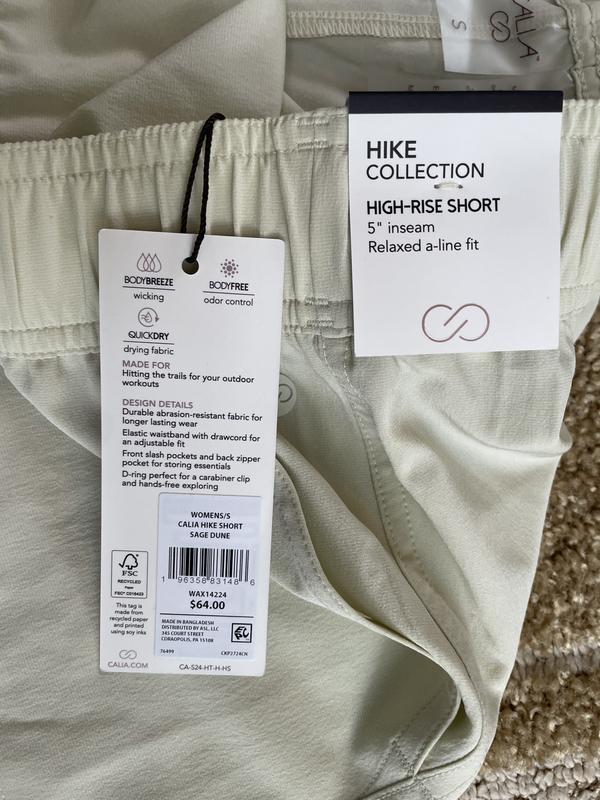 CALIA
S
HIKE
COLLECTION
HIGH-RISE SHORT
5" inseam
Relaxed a-line fit
BODYBREEZE
wicking
BODYFREE
odor control
QUICKDRY
drying fabric
MADE FOR
Hitting the trails for your outdoor
workouts
DESIGN DETAILS
Durable abrasion-resistant fabric for
longer lasting wear
Elastic waistband with drawcord for
an adjustable fit
Front slash pockets and back zipper
pocket for storing essentials
D-ring perfect for a carabiner clip
and hands-free exploring
WOMENS/S
CALIA HIKE SHORT
SAGE DUNE
1 96358 83148 6
WAX14224
$64.00
MADE IN BANGLADESH
DISTRIBUTED BY ASL, LLC
345 COURT STREET
CORAOPOLIS, PA 15108
76499 CKP2724CN
FSC
RECYCLED
Paper
FSC® C016423
This tag is
made from
recycled paper
and printed
using soy inks
CALIA.COM
CA-S24-HT-H-HS